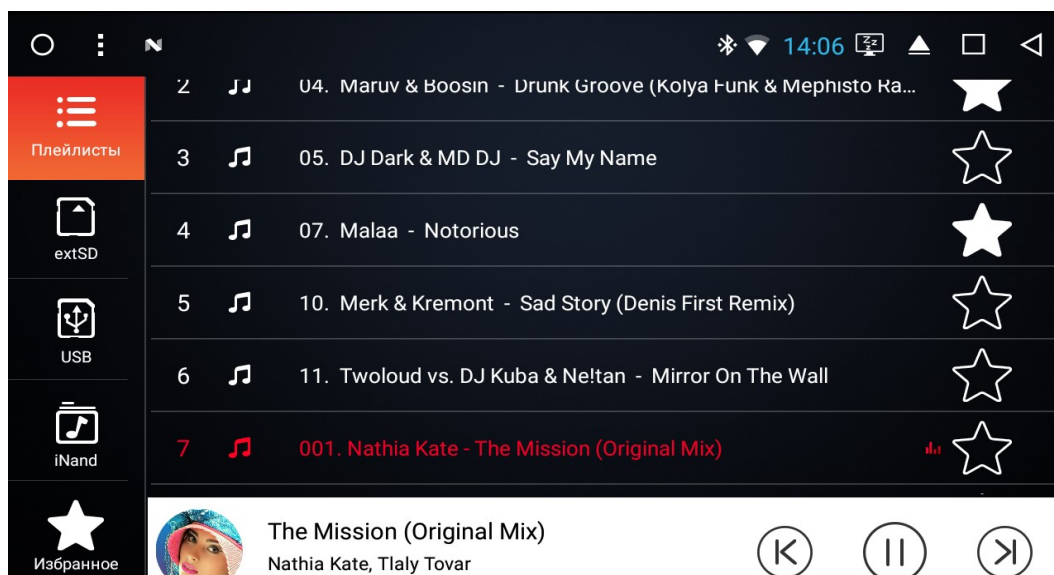 14:06
Плейлисты
extSD
USB
iNand
Избранное
2 04. Maruv & Boosin - Drunk Groove (Kolya Funk & Mephisto Ra...
3 05. DJ Dark & MD DJ - Say My Name
4 07. Malaa - Notorious
5 10. Merk & Kremont - Sad Story (Denis First Remix)
6 11. Twoloud vs. DJ Kuba & Ne!tan - Mirror On The Wall
7 001. Nathia Kate - The Mission (Original Mix)
The Mission (Original Mix)
Nathia Kate, Tlaly Tovar